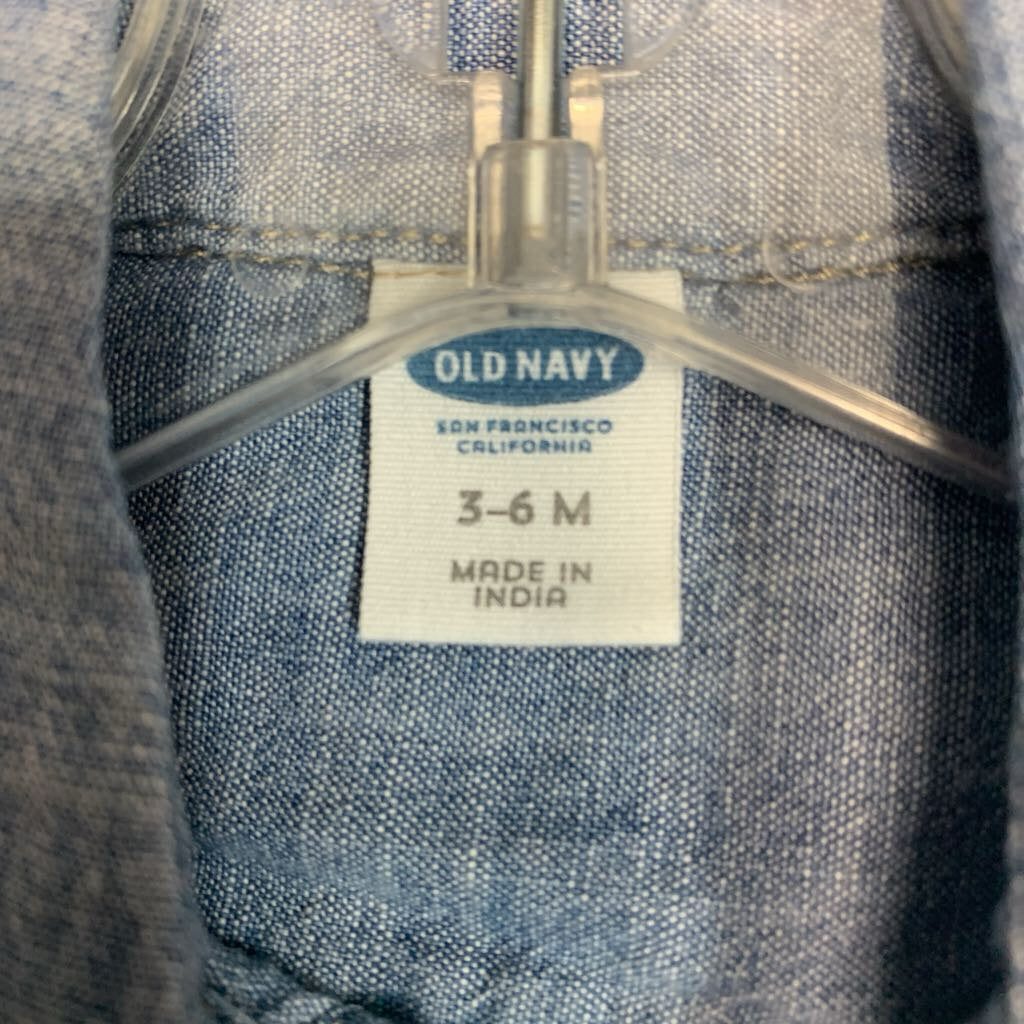 OLD NAVY
SAN FRANCISCO
CALIFORNIA
3-6 M
MADE IN
INDIA